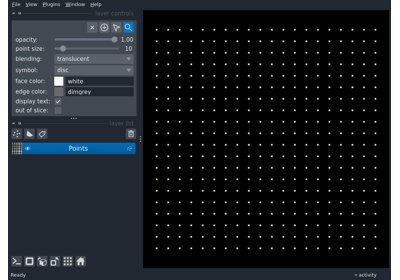 File View Plugins Window Help
layer controls
opacity: 1.00
point size: 10
blending: translucent
symbol: disc
face color: white
edge color: dimgrey
display text:
out of slice:
layer list
Points
Ready activity